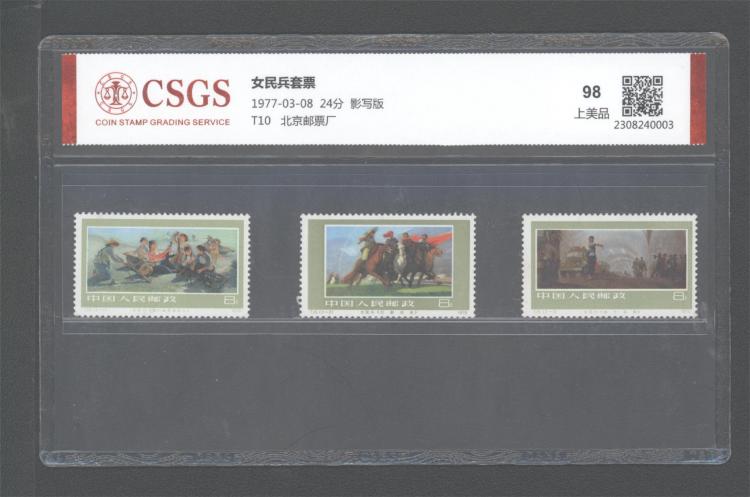 CSGS
COIN STAMP GRADING SERVICE
女民兵套票
1977-03-08 24分 影写版
T10 北京邮票厂
98
上美品
2308240003
中国人民邮政 8分
中国人民邮政 8分
中国人民邮政 8分